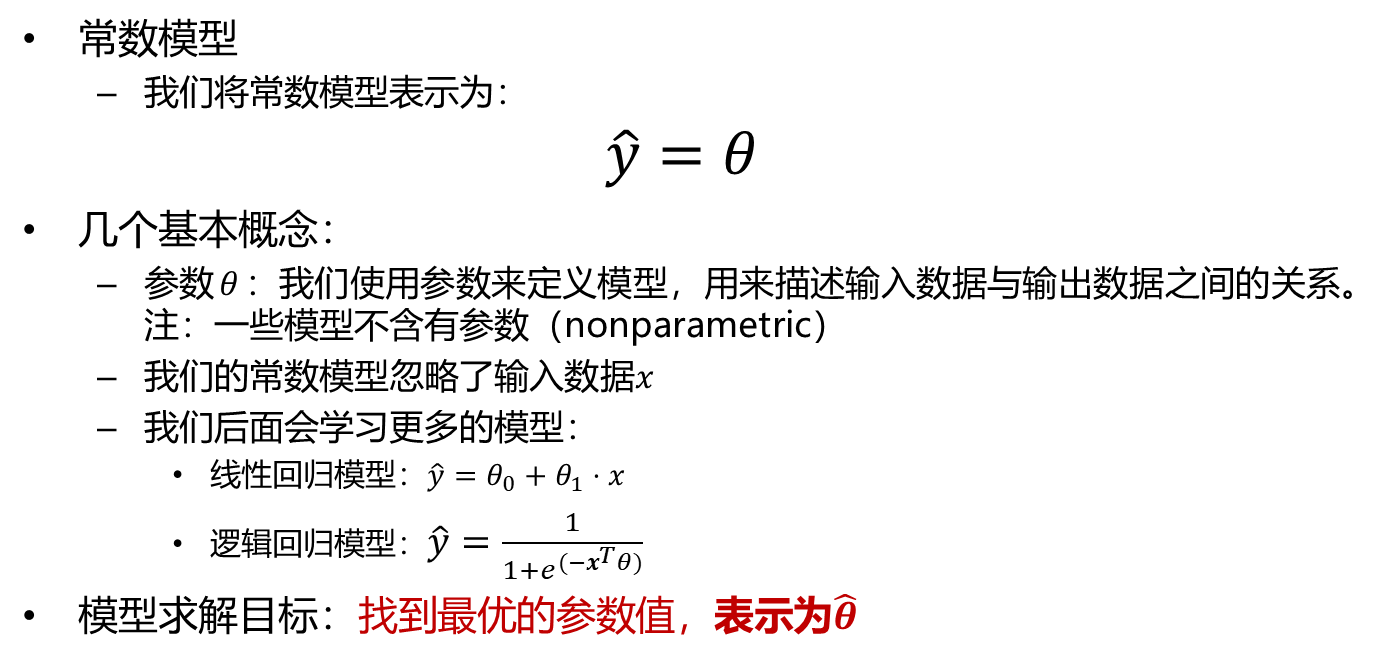 • 常数模型
– 我们将常数模型表示为：
ŷ = θ
• 几个基本概念：
– 参数 θ ：我们使用参数来定义模型，用来描述输入数据与输出数据之间的关系。
注：一些模型不含有参数（nonparametric）
– 我们的常数模型忽略了输入数据x
– 我们后面会学习更多的模型：
• 线性回归模型：ŷ = θ₀ + θ₁ · x
• 逻辑回归模型：ŷ = 1/(1+e^(−x^T θ))
• 模型求解目标：找到最优的参数值，表示为θ̂